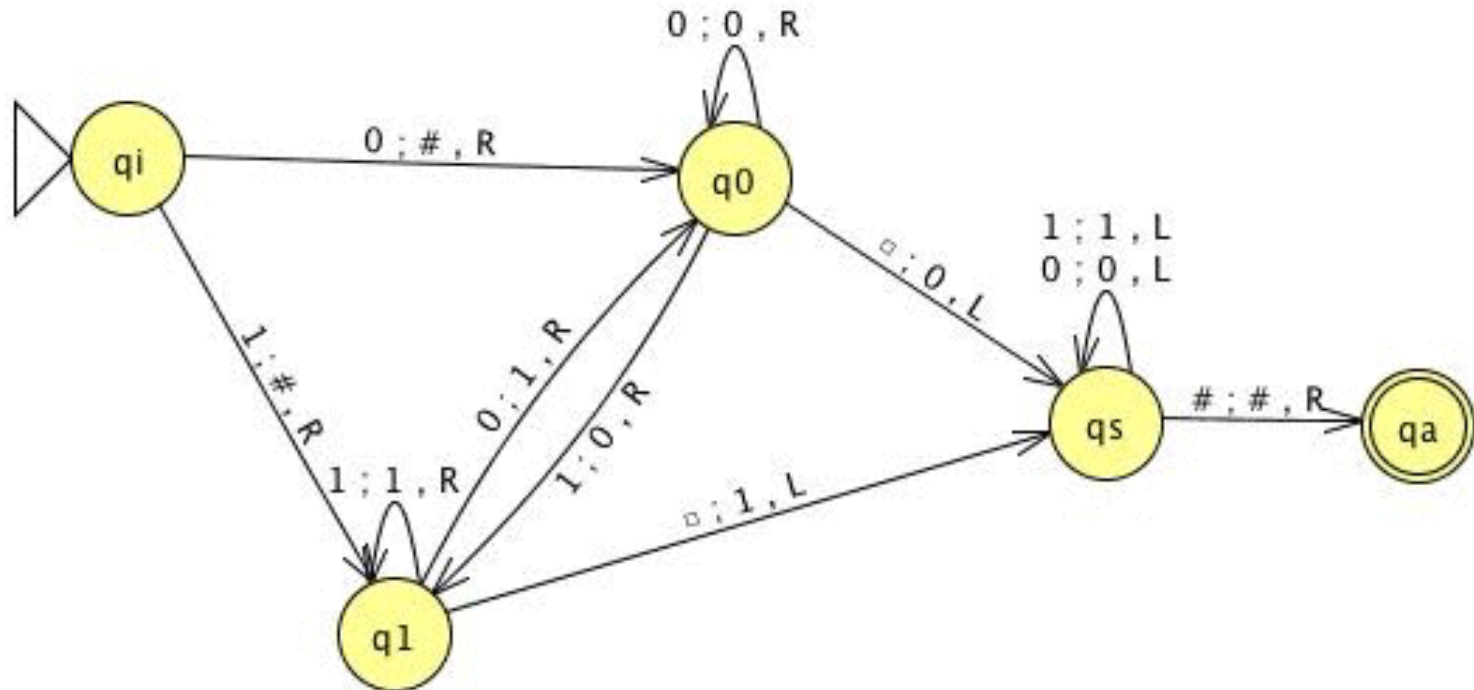 0 ; 0 , R
qi
0 ; # , R
q0
1 ; 1 , L
0 ; 0 , L
□ ; 0 , L
1 ; # , R
0 ; 1 , R
1 ; 0 , R
# ; # , R
qs
qa
1 ; 1 , R
□ ; 1 , L
q1